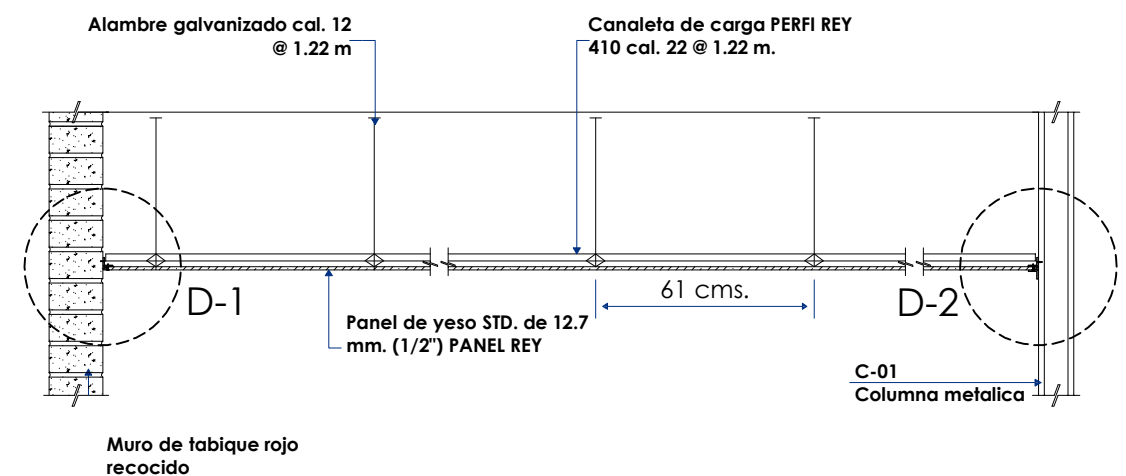 Alambre galvanizado cal. 12
@ 1.22 m
Canaleta de carga PERFI REY
410 cal. 22 @ 1.22 m.
D-1
61 cms.
D-2
Panel de yeso STD. de 12.7
mm. (1/2") PANEL REY
C-01
Columna metalica
Muro de tabique rojo
recocido